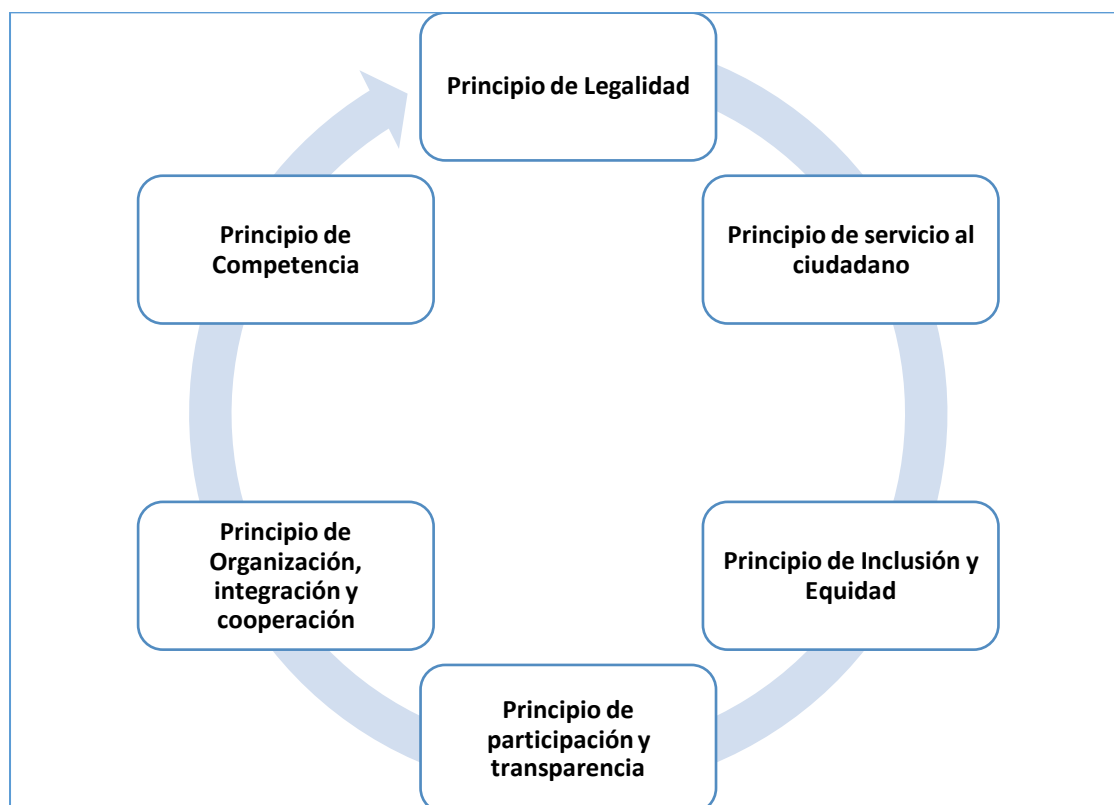 Principio de Legalidad
Principio de servicio al
ciudadano
Principio de Inclusión y
Equidad
Principio de
participación y
transparencia
Principio de
Organización,
integración y
cooperación
Principio de
Competencia